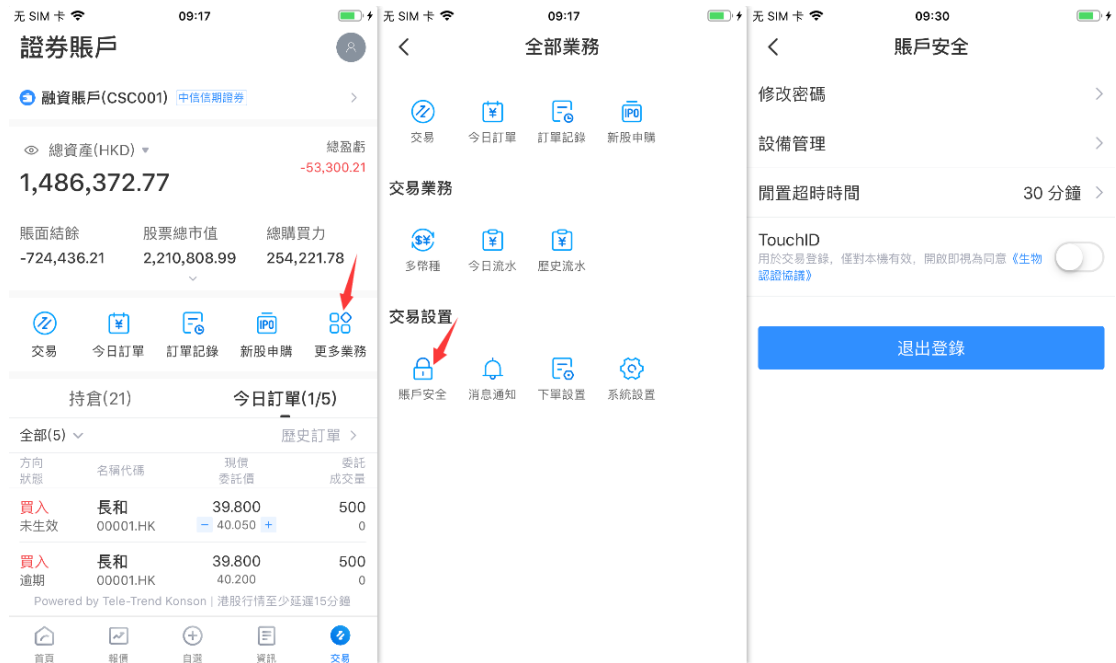 无 SIM 卡
09:17
證券賬戶
融資賬戶(CSC001) 中信信期證券
總資產(HKD)
總盈虧
1,486,372.77
-53,300.21
賬面結餘
股票總市值
總購買力
-724,436.21
2,210,808.99
254,221.78
交易
今日訂單
訂單記錄
IPO
新股申購
更多業務
持倉(21)
今日訂單(1/5)
全部(5)
歷史訂單
方向
狀態
名稱代碼
現價
委託價
委託
成交量
買入
未生效
長和
00001.HK
39.800
− 40.050 +
500
0
買入
逾期
長和
00001.HK
39.800
40.200
500
0
Powered by Tele-Trend Konson | 港股行情至少延遲15分鐘
首頁
報價
自選
資訊
交易
无 SIM 卡
09:17
全部業務
交易
今日訂單
訂單記錄
IPO
新股申購
交易業務
$¥
多幣種
今日流水
歷史流水
交易設置
賬戶安全
消息通知
下單設置
系統設置
无 SIM 卡
09:30
賬戶安全
修改密碼
設備管理
閒置超時時間
30 分鐘
TouchID
用於交易登錄，僅對本機有效，開啟即視為同意《生物
認證協議》
退出登錄